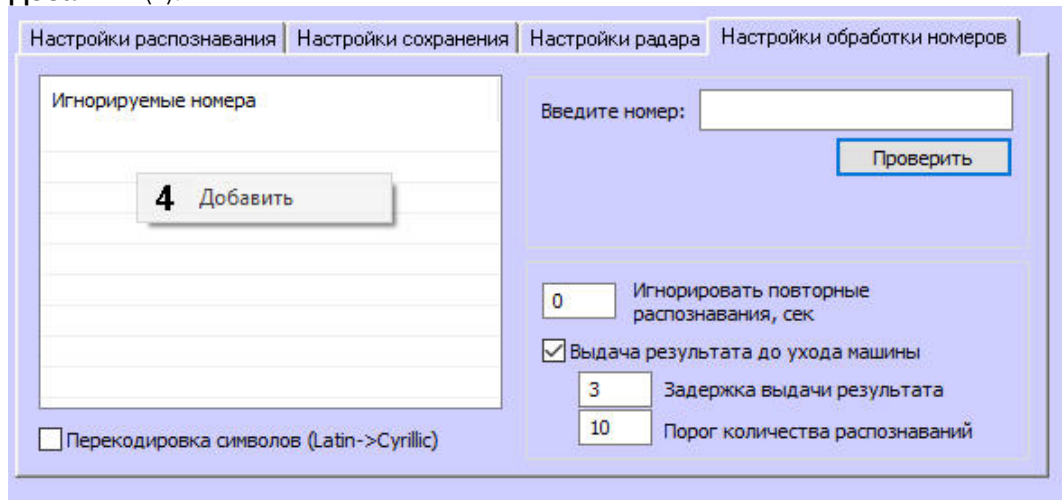 Настройки распознавания Настройки сохранения Настройки радара Настройки обработки номеров
Игнорируемые номера
4 Добавить
Перекодировка символов (Latin->Cyrillic)
Введите номер:
Проверить
0 Игнорировать повторные
распознавания, сек
Выдача результата до ухода машины
3 Задержка выдачи результата
10 Порог количества распознаваний